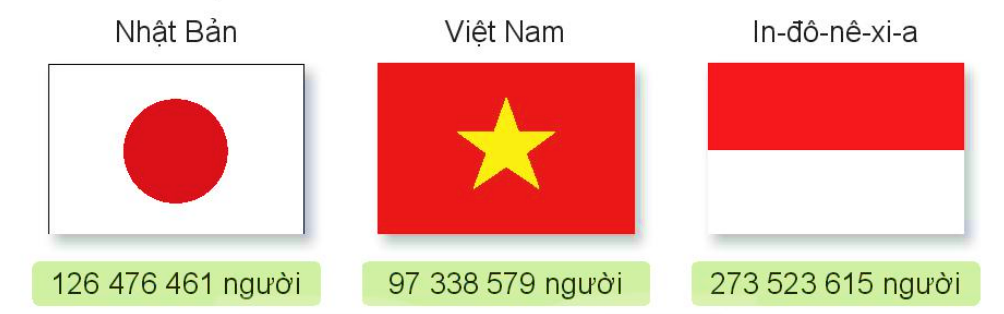 Nhật Bản
Việt Nam
In-đô-nê-xi-a
126 476 461 người
97 338 579 người
273 523 615 người